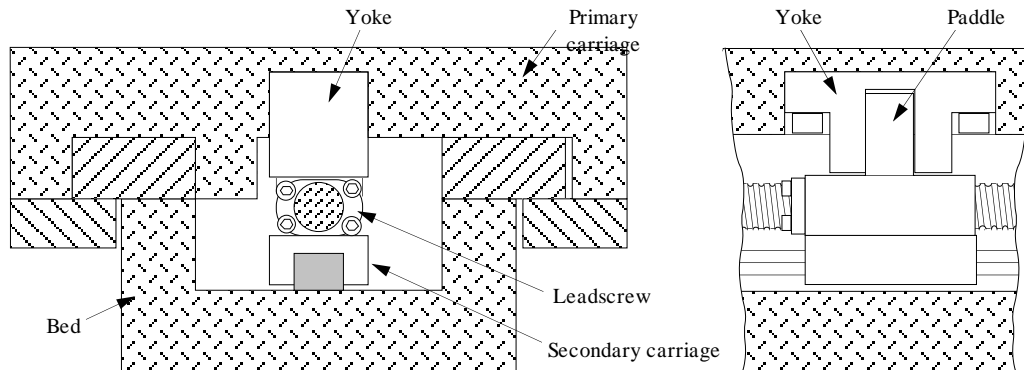 Yoke
Primary
carriage
Yoke
Paddle
Leadscrew
Bed
Secondary carriage